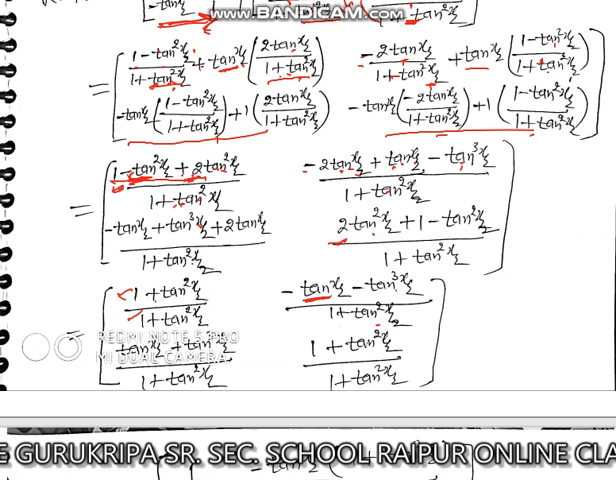 www.BANDICAM.com
= [ (1 - tan²x/2)/(1 + tan²x/2) + tan x/2 ((2tan x/2)/(1 + tan²x/2))    (-2tan x/2)/(1 + tan²x/2) + tan x/2 ((1 - tan²x/2)/(1 + tan²x/2))
-tan x/2 ((1 - tan²x/2)/(1 + tan²x/2)) + 1 ((2tan x/2)/(1 + tan²x/2))    -tan x/2 ((-2tan x/2)/(1 + tan²x/2)) + 1 ((1 - tan²x/2)/(1 + tan²x/2)) ]
= [ (1 - tan²x/2 + 2tan²x/2)/(1 + tan²x/2)    (-2tan x/2 + tan x/2 - tan³x/2)/(1 + tan²x/2)
(-tan x/2 + tan³x/2 + 2tan x/2)/(1 + tan²x/2)    (2tan²x/2 + 1 - tan²x/2)/(1 + tan²x/2) ]
= [ (1 + tan²x/2)/(1 + tan²x/2)    (-tan x/2 - tan³x/2)/(1 + tan²x/2)
(tan x/2 + tan³x/2)/(1 + tan²x/2)    (1 + tan²x/2)/(1 + tan²x/2) ]
REDMI NOTE 5 PRO
MI DUAL CAMERA
E GURUKRIPA SR. SEC. SCHOOL RAIPUR ONLINE CLA